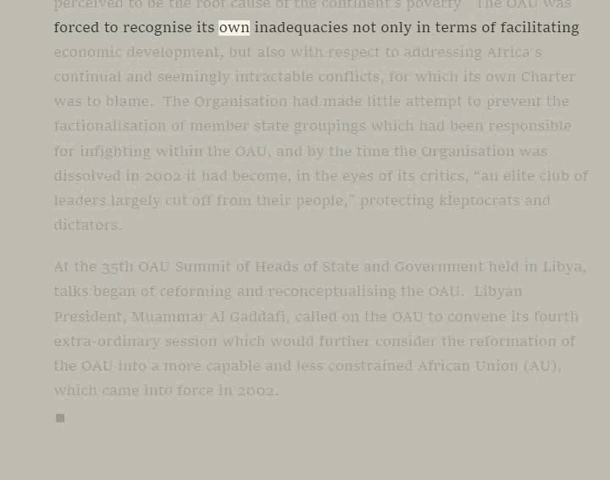 perceived to be the root cause of the continent's poverty   The OAU was
forced to recognise its own inadequacies not only in terms of facilitating
economic development, but also with respect to addressing Africa's
continual and seemingly intractable conflicts, for which its own Charter
was to blame.  The Organisation had made little attempt to prevent the
factionalisation of member state groupings which had been responsible
for infighting within the OAU, and by the time the Organisation was
dissolved in 2002 it had become, in the eyes of its critics, “an elite club of
leaders largely cut off from their people,” protecting kleptocrats and
dictators.
At the 35th OAU Summit of Heads of State and Government held in Libya,
talks began of reforming and reconceptualising the OAU.  Libyan
President, Muammar Al Gaddafi, called on the OAU to convene its fourth
extra-ordinary session which would further consider the reformation of
the OAU into a more capable and less constrained African Union (AU),
which came into force in 2002.